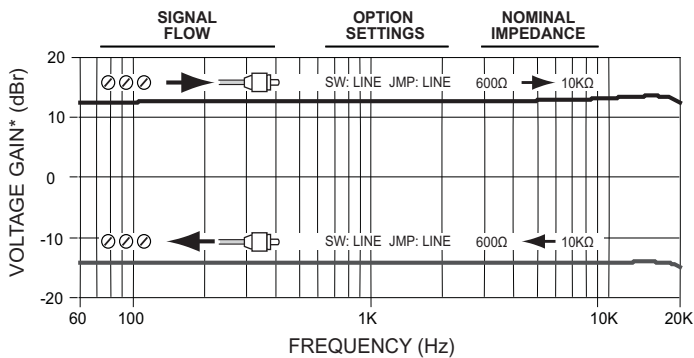 SIGNAL FLOW
OPTION SETTINGS
NOMINAL IMPEDANCE
VOLTAGE GAIN* (dBr)
20
10
0
-10
-20
SW: LINE JMP: LINE 600Ω 10KΩ
SW: LINE JMP: LINE 600Ω 10KΩ
60 100 1K 10K 20K
FREQUENCY (Hz)